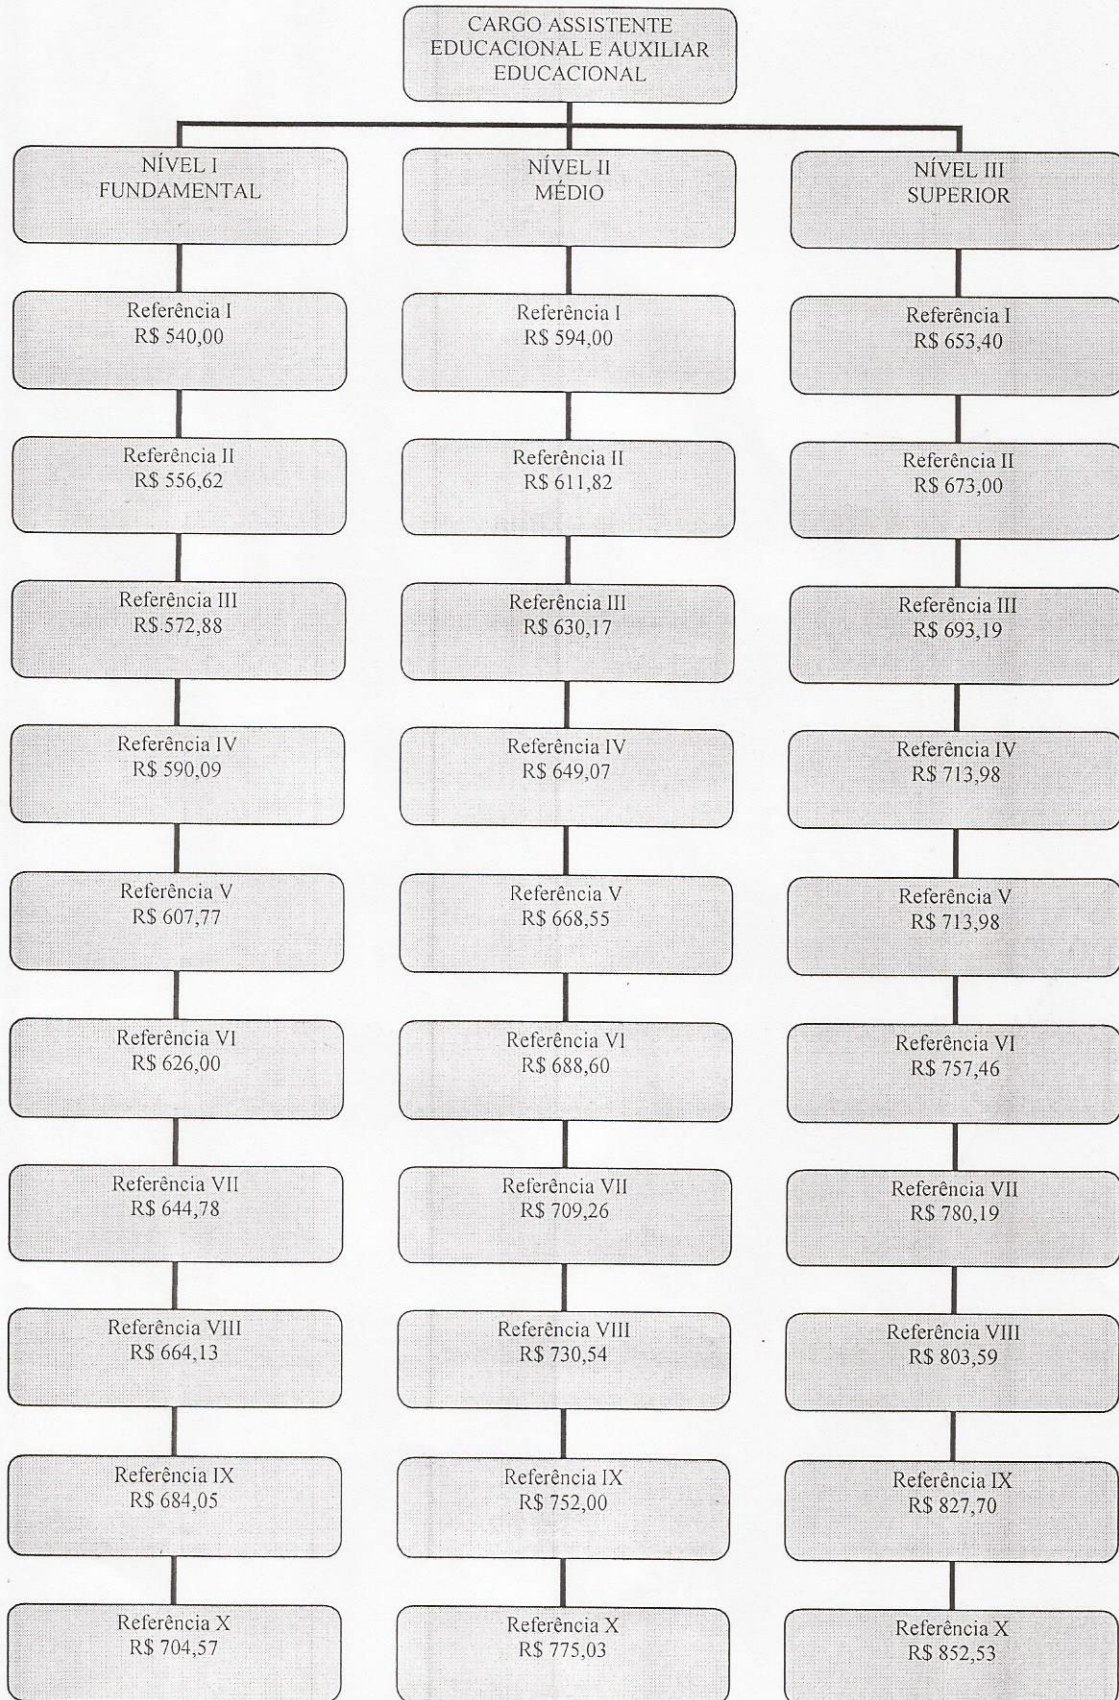 CARGO ASSISTENTE
EDUCACIONAL E AUXILIAR
EDUCACIONAL
NÍVEL I
FUNDAMENTAL
Referência I
R$ 540,00
Referência II
R$ 556,62
Referência III
R$ 572,88
Referência IV
R$ 590,09
Referência V
R$ 607,77
Referência VI
R$ 626,00
Referência VII
R$ 644,78
Referência VIII
R$ 664,13
Referência IX
R$ 684,05
Referência X
R$ 704,57
NÍVEL II
MÉDIO
Referência I
R$ 594,00
Referência II
R$ 611,82
Referência III
R$ 630,17
Referência IV
R$ 649,07
Referência V
R$ 668,55
Referência VI
R$ 688,60
Referência VII
R$ 709,26
Referência VIII
R$ 730,54
Referência IX
R$ 752,00
Referência X
R$ 775,03
NÍVEL III
SUPERIOR
Referência I
R$ 653,40
Referência II
R$ 673,00
Referência III
R$ 693,19
Referência IV
R$ 713,98
Referência V
R$ 713,98
Referência VI
R$ 757,46
Referência VII
R$ 780,19
Referência VIII
R$ 803,59
Referência IX
R$ 827,70
Referência X
R$ 852,53